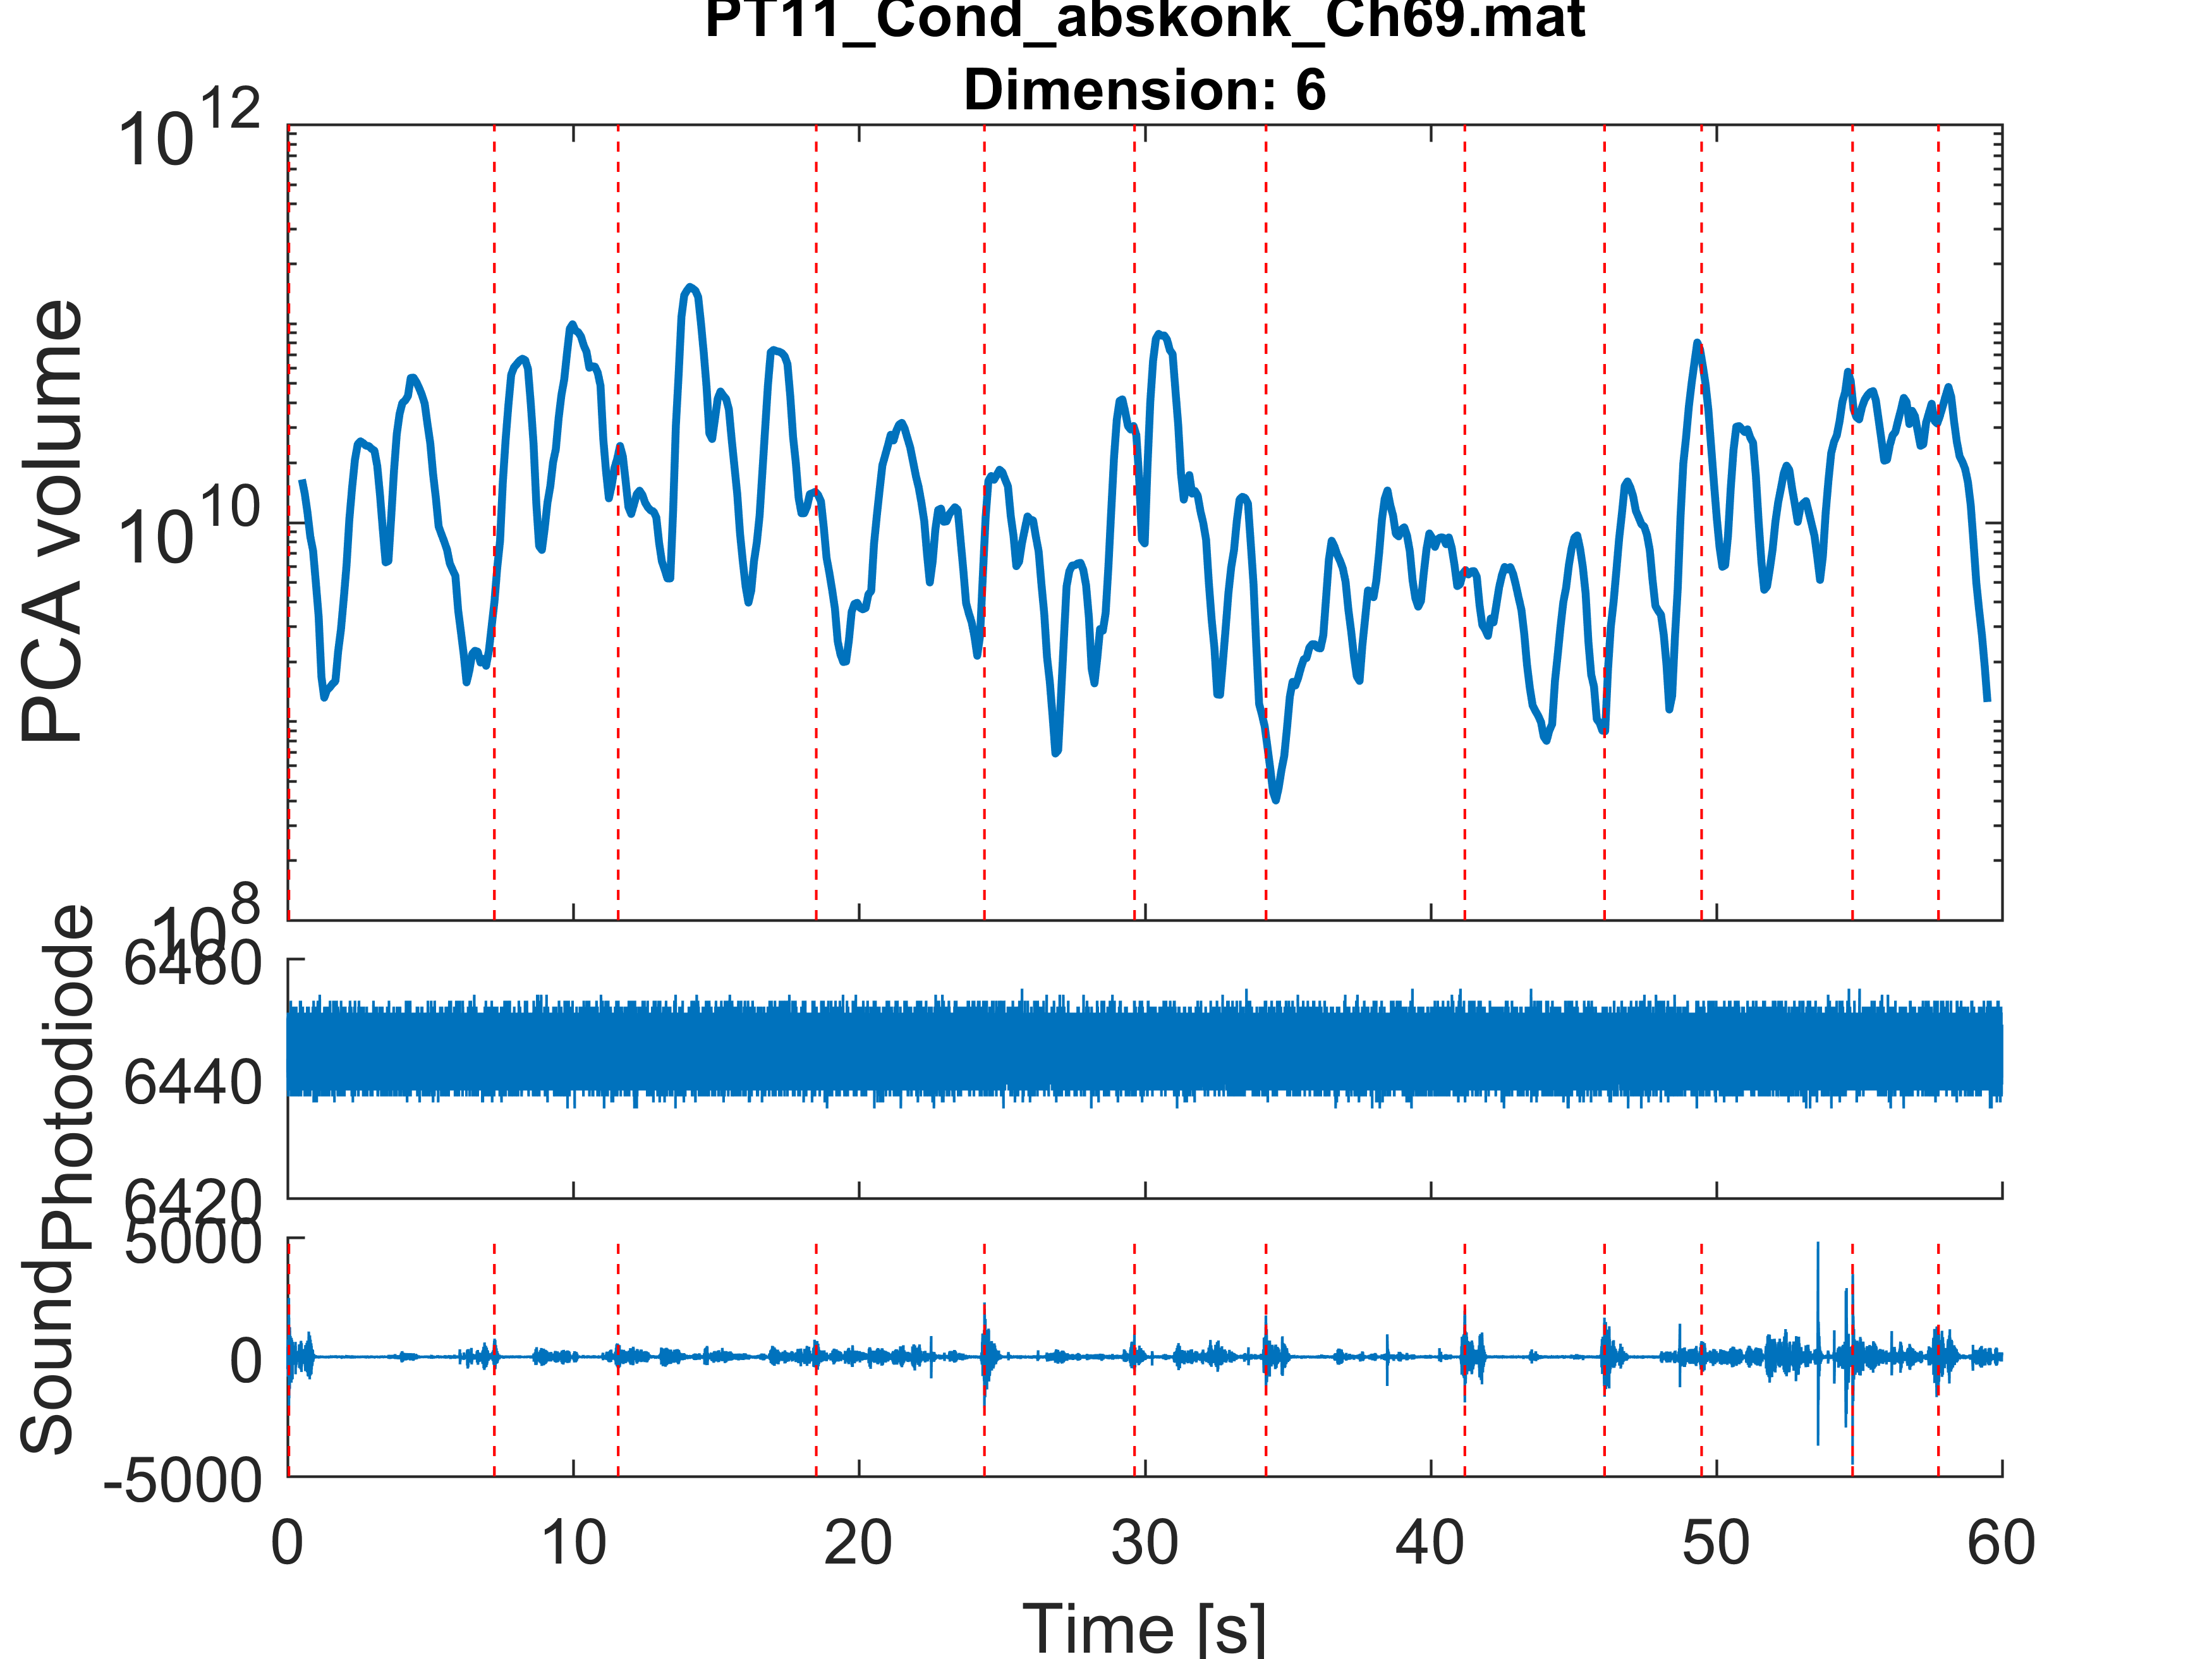 PT11_Cond_abskonk_Ch69.mat
Dimension: 6
10^12
10^10
10^8
PCA volume
6460
6440
6420
Photodiode
5000
0
-5000
Sound
0 10 20 30 40 50 60
Time [s]